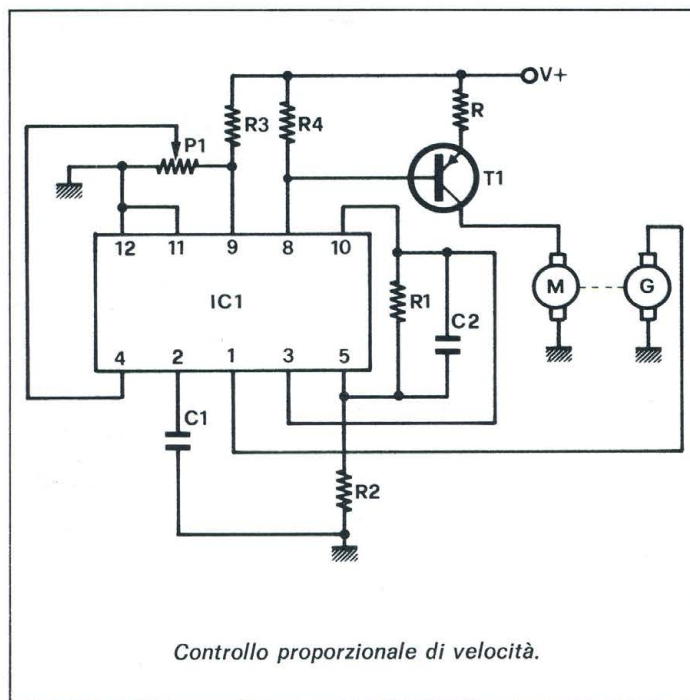 V+
R3
R4
R
P1
T1
12
11
9
8
10
IC1
R1
C2
M
G
4
2
1
3
5
C1
R2
Controllo proporzionale di velocità.